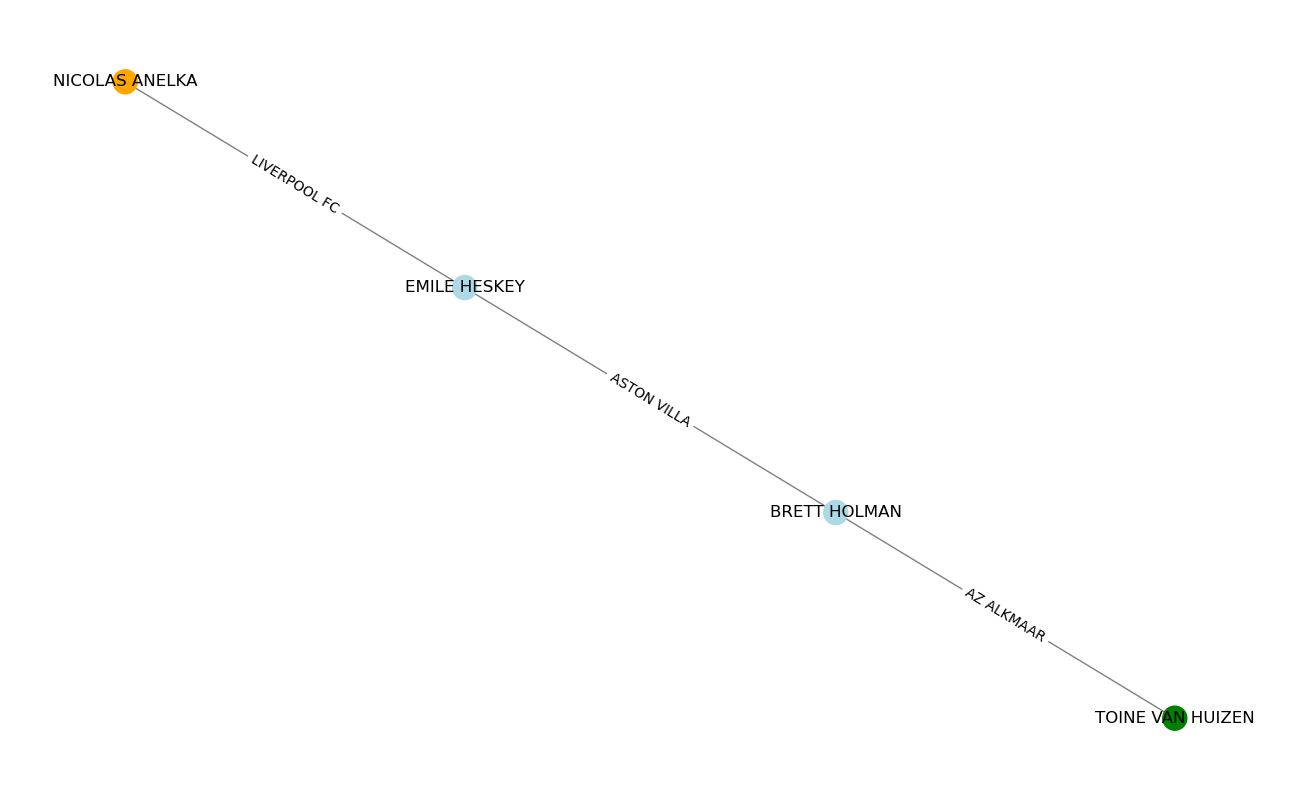 NICOLAS ANELKA
LIVERPOOL FC
EMILE HESKEY
ASTON VILLA
BRETT HOLMAN
AZ ALKMAAR
TOINE VAN HUIZEN